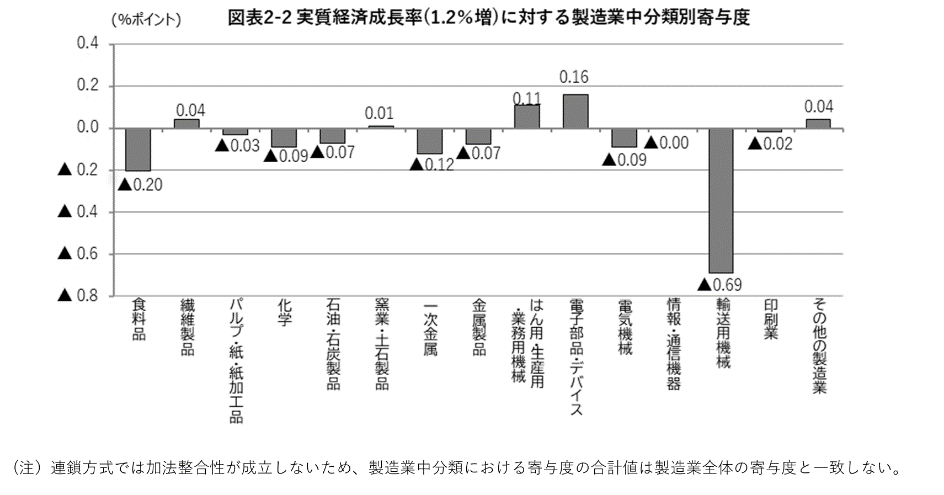 (%ポイント)
図表2-2 実質経済成長率(1.2%増)に対する製造業中分類別寄与度
0.4
0.2
0.0
▲ 0.2
▲ 0.4
▲ 0.6
▲ 0.8
▲0.20
0.04
▲0.03
▲0.09
▲0.07
0.01
▲0.12
▲0.07
0.11
0.16
▲0.09
▲0.00
▲0.69
▲0.02
0.04
食料品
繊維製品
パルプ・紙・紙加工品
化学
石油・石炭製品
窯業・土石製品
一次金属
金属製品
はん用・生産用
・業務用機械
電子部品・デバイス
電気機械
情報・通信機器
輸送用機械
印刷業
その他の製造業
(注) 連鎖方式では加法整合性が成立しないため、製造業中分類における寄与度の合計値は製造業全体の寄与度と一致しない。